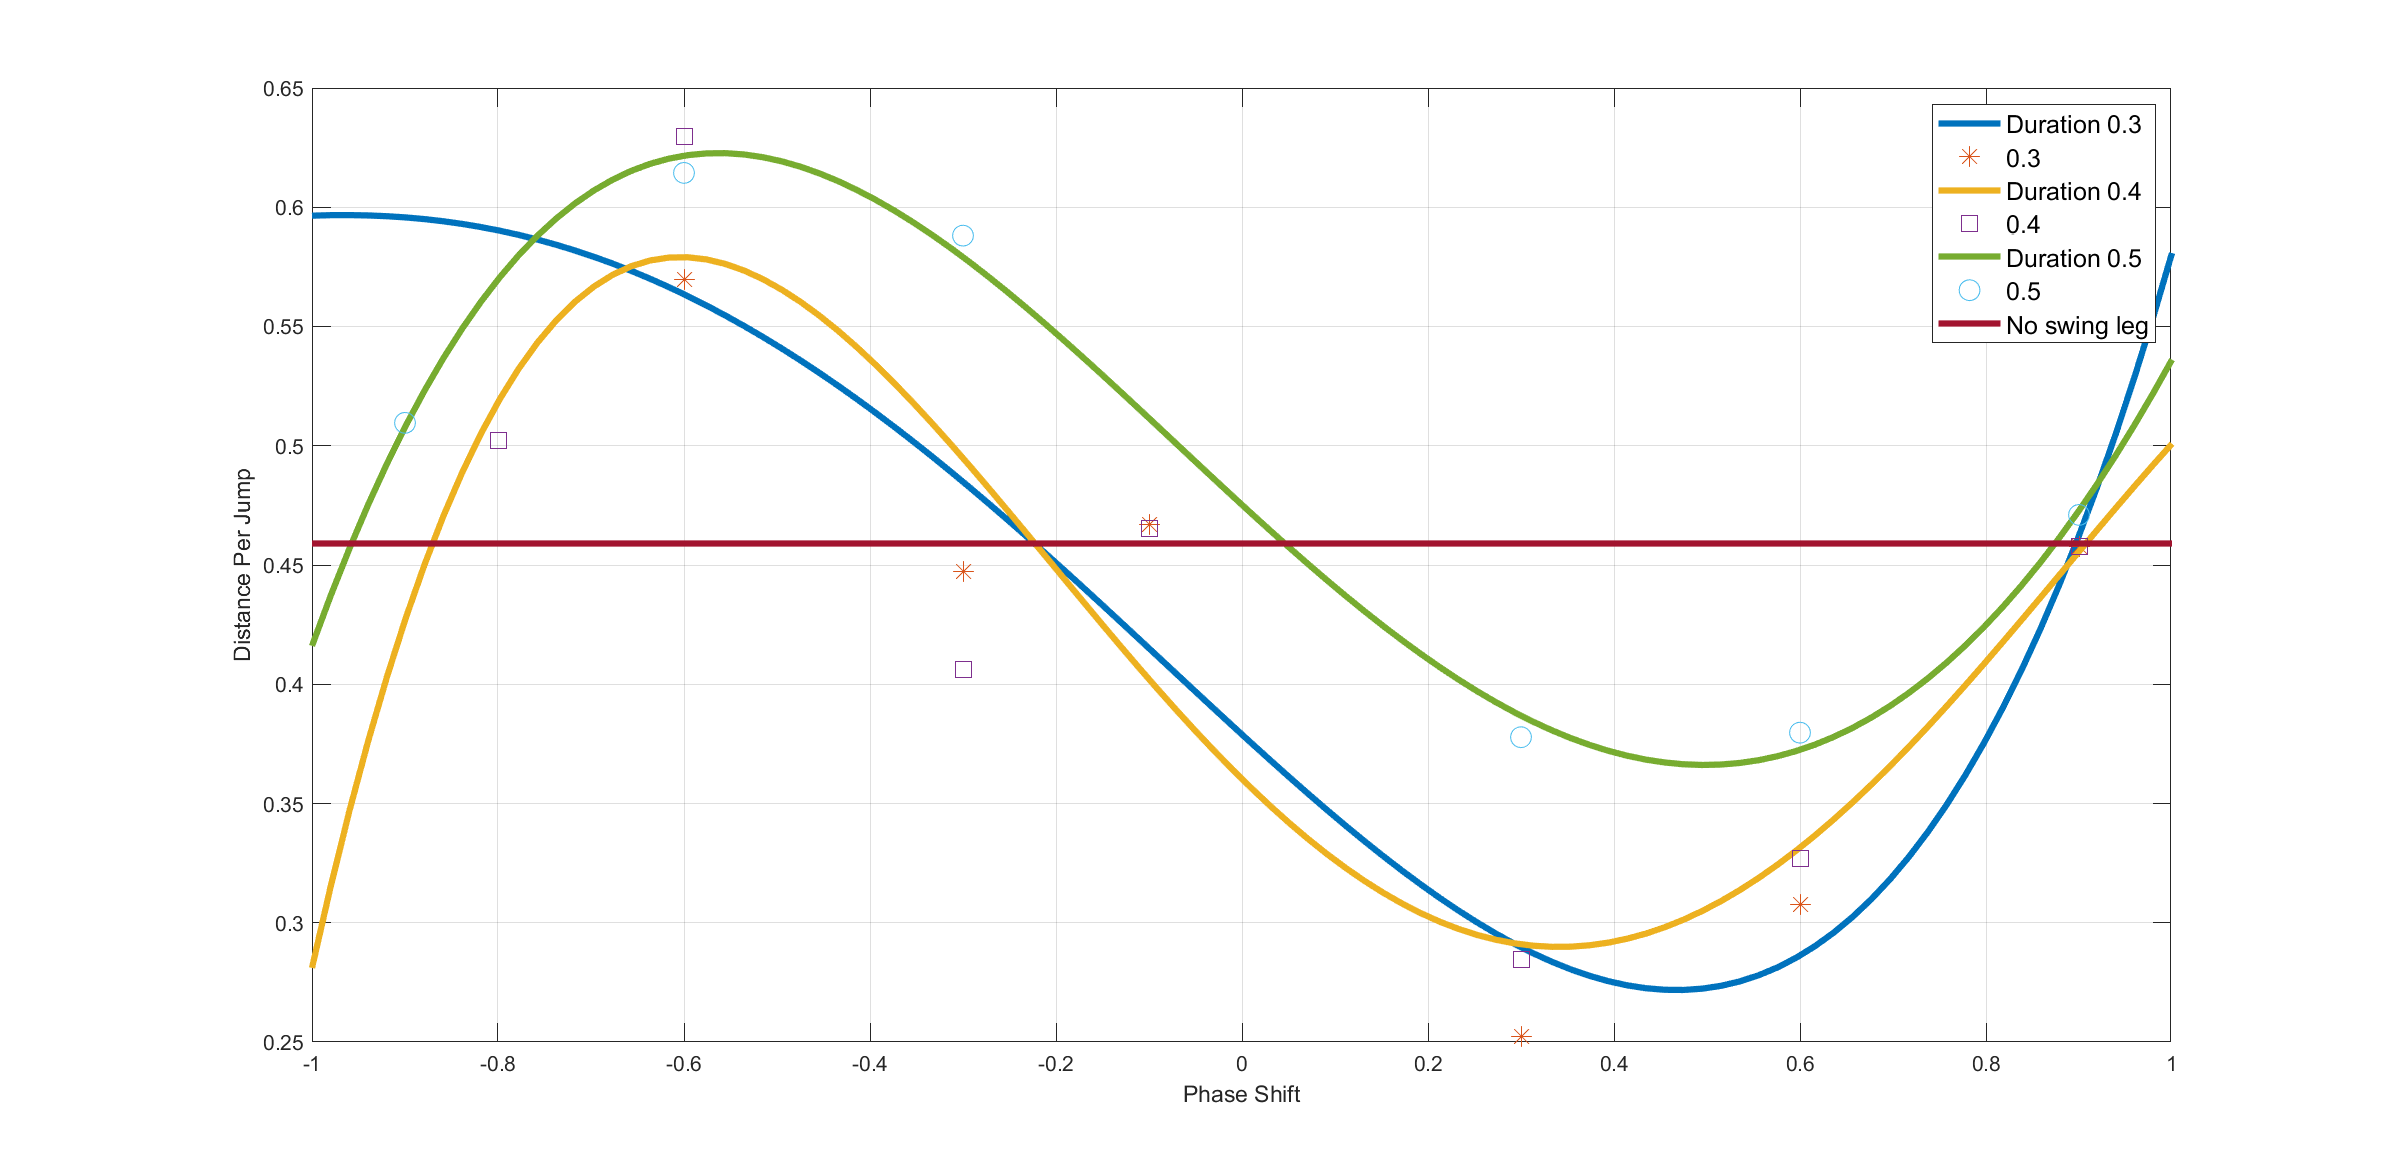 0.65
0.6
0.55
0.5
0.45
0.4
0.35
0.3
0.25
Distance Per Jump
Duration 0.3
0.3
Duration 0.4
0.4
Duration 0.5
0.5
No swing leg
-1 -0.8 -0.6 -0.4 -0.2 0 0.2 0.4 0.6 0.8 1
Phase Shift